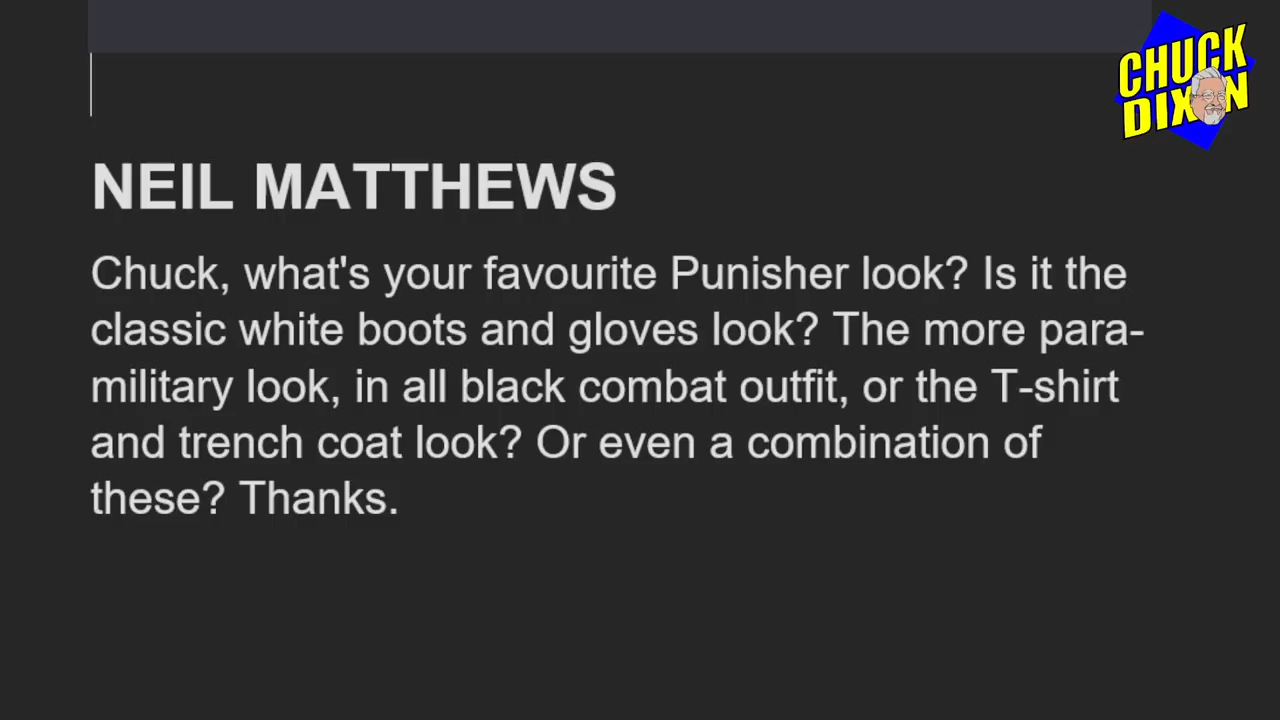 CHUCK
DIXON
NEIL MATTHEWS
Chuck, what's your favourite Punisher look? Is it the
classic white boots and gloves look? The more para-
military look, in all black combat outfit, or the T-shirt
and trench coat look? Or even a combination of
these? Thanks.